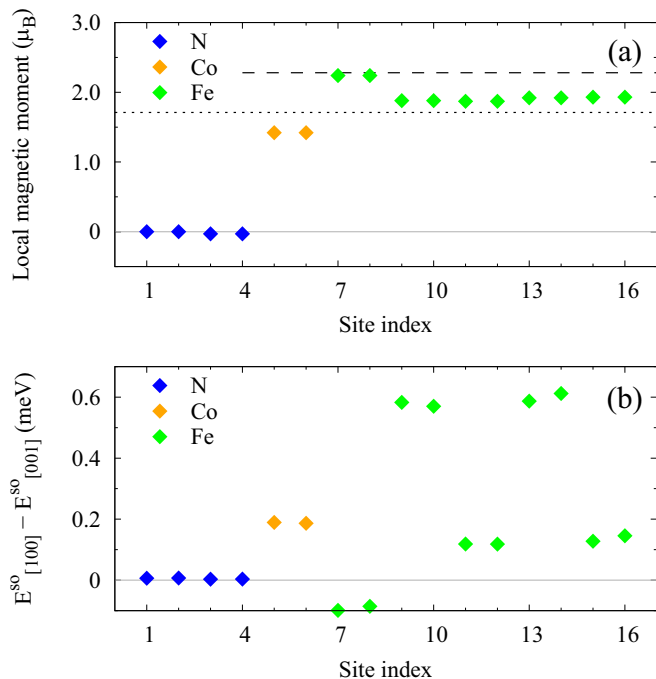 3.0
2.0
1.0
0
Local magnetic moment (μB)
N
Co
Fe
(a)
1 4 7 10 13 16
Site index
0.6
0.4
0.2
0
E^so_[100] – E^so_[001] (meV)
N
Co
Fe
(b)
1 4 7 10 13 16
Site index